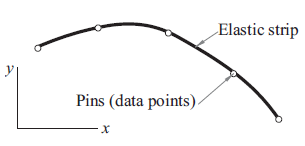 Elastic strip
y
Pins (data points)
x